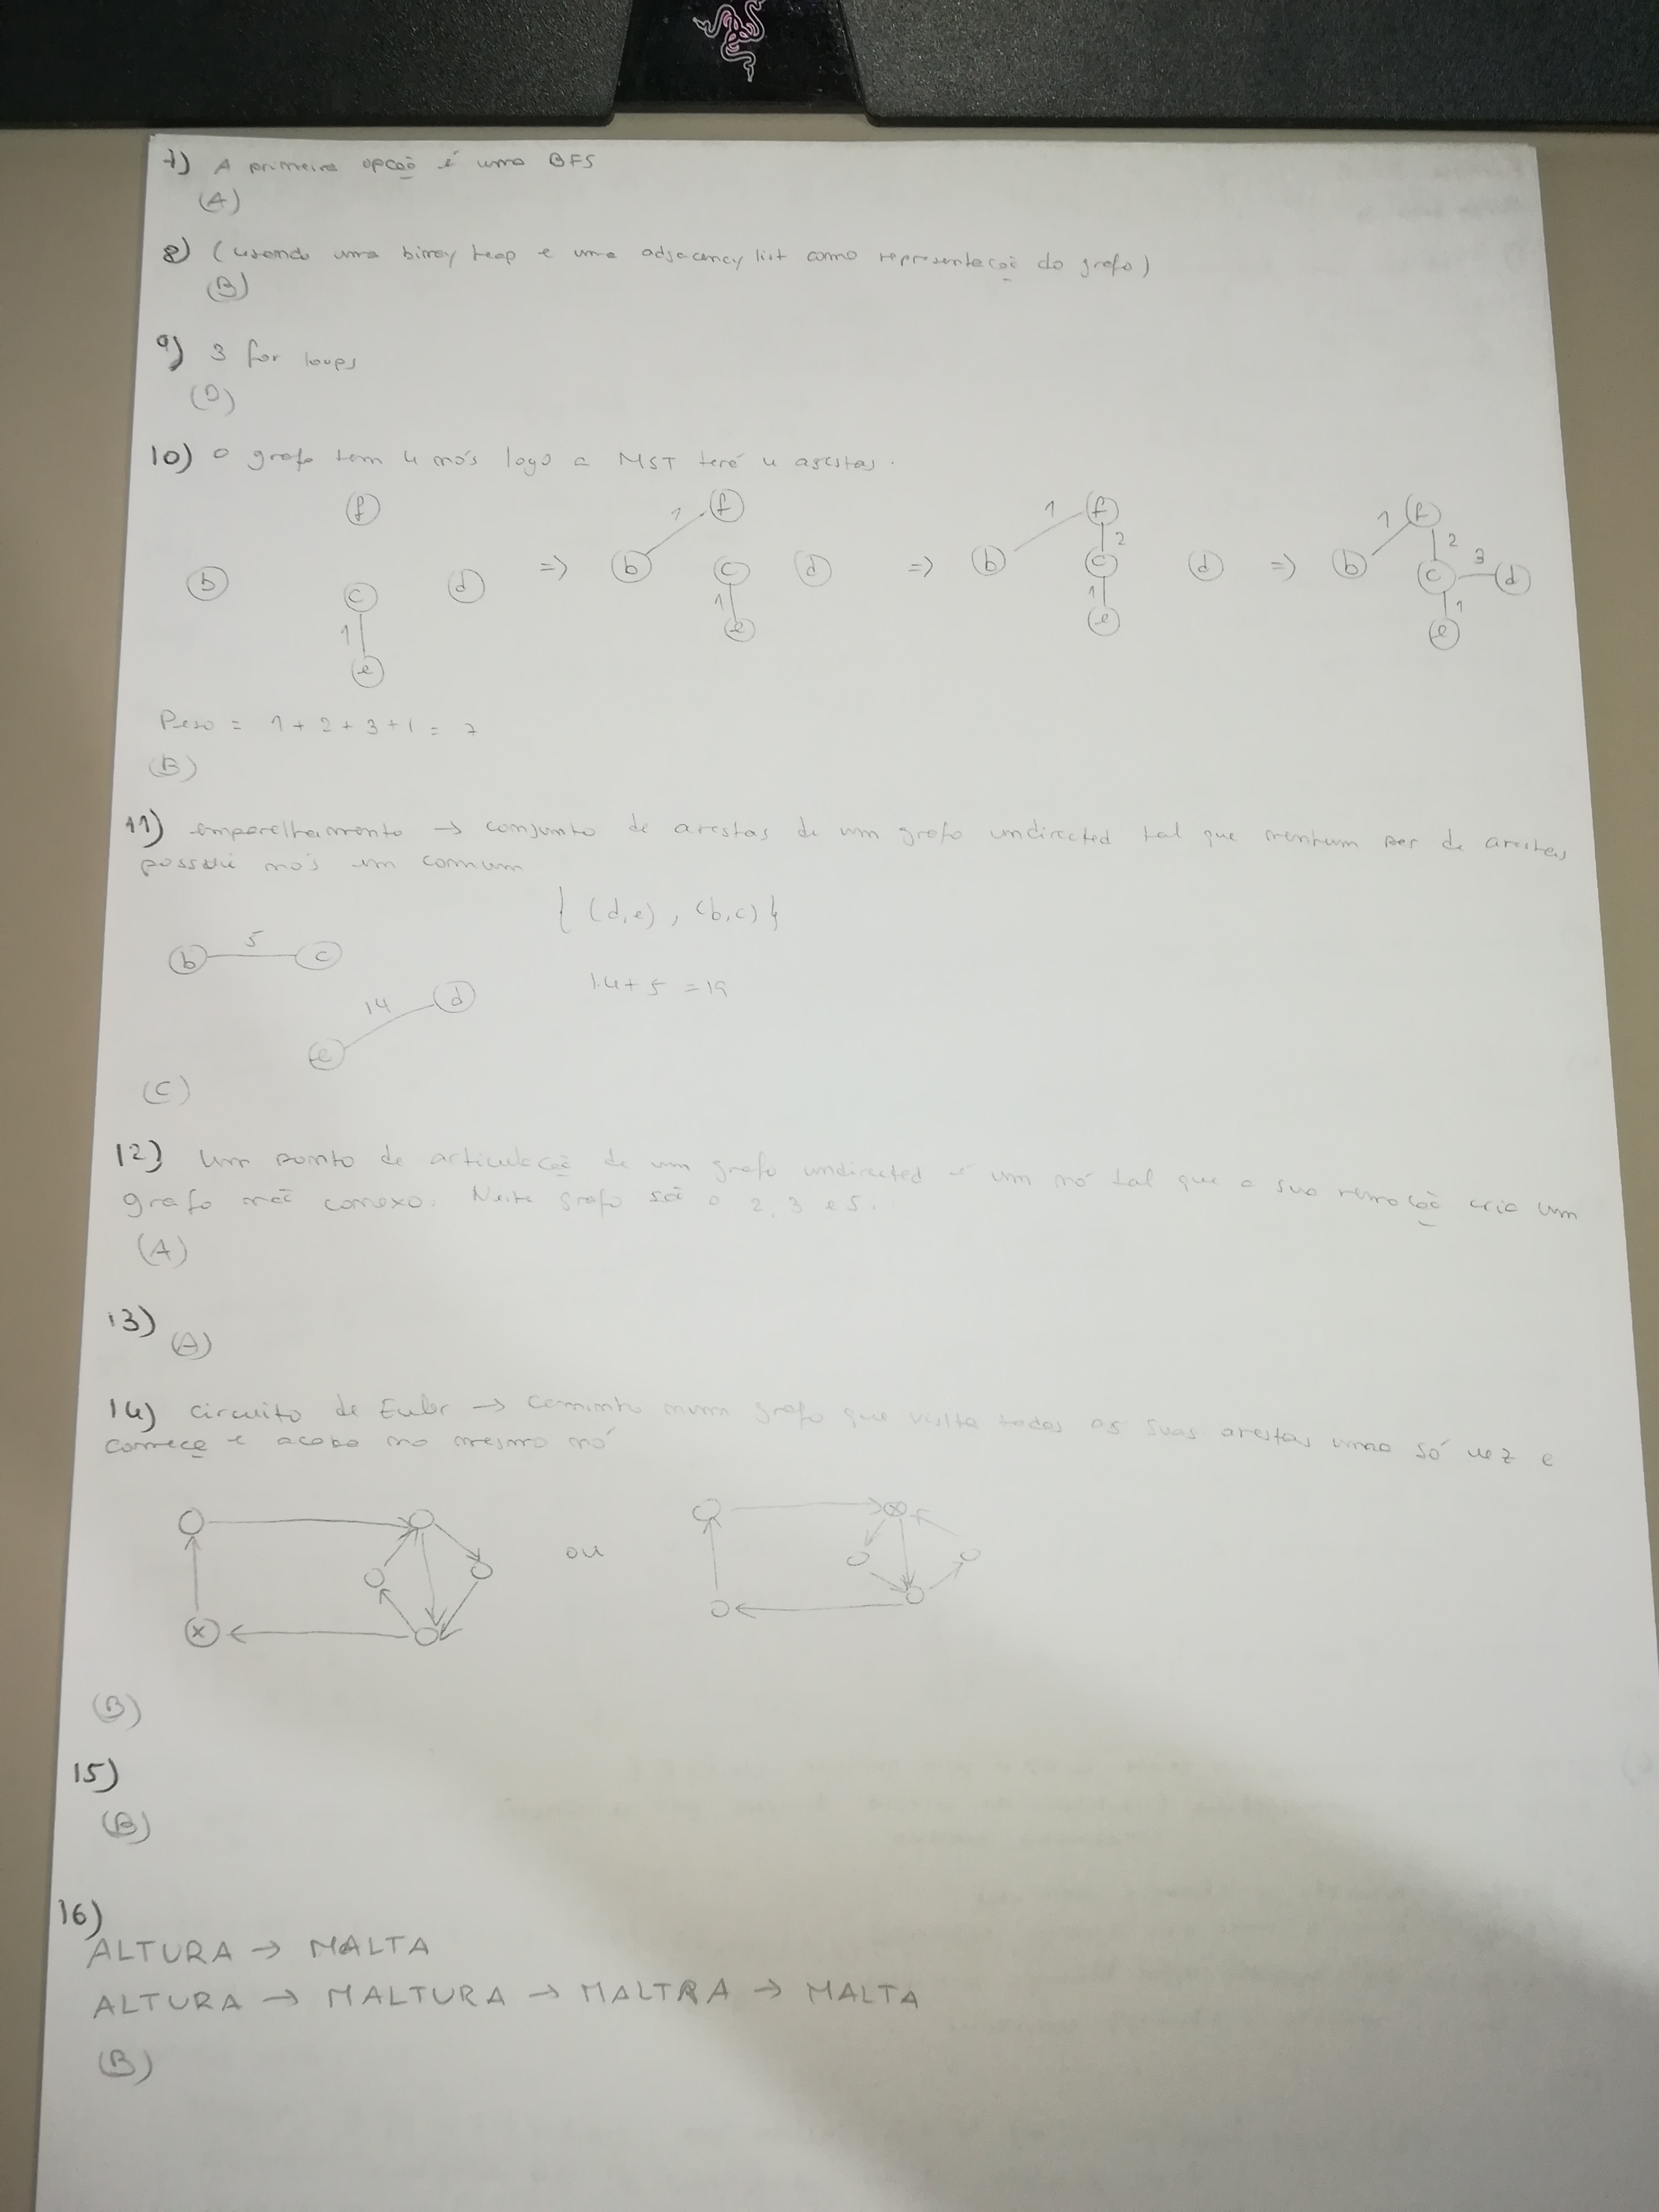 7) A primeira opção é uma BFS
(A)
8) (usando uma binary heap e uma adjacency list como representação do grafo)
(B)
9) 3 for loops
(D)
10) O grafo tem 4 nós logo a MST terá 4 arestas.
f
b
c
d
1
e
=>
1
f
b
c
d
1
e
=>
1
f
2
b
c
d
1
e
=>
1
f
2
3
b
c
d
1
e
Peso = 1 + 2 + 3 + 1 = 7
(B)
11) emparelhamento → conjunto de arestas de um grafo undirected tal que nenhum par de arestas
possui nós em comum
{ (d,e) , (b,c) }
b 5 c
14+5 = 19
14
d
e
(C)
12) Um ponto de articulação de um grafo undirected é um nó tal que a sua remoção cria um
grafo não conexo. Neste grafo são o 2, 3 e 5.
(A)
13)
(A)
14) circuito de Euler → caminho num grafo que visita todas as suas arestas uma só vez e
começa e acaba no mesmo nó
x
ou
x
(B)
15)
(B)
16)
ALTURA → MALTA
ALTURA → MALTURA → MALTRA → MALTA
(B)